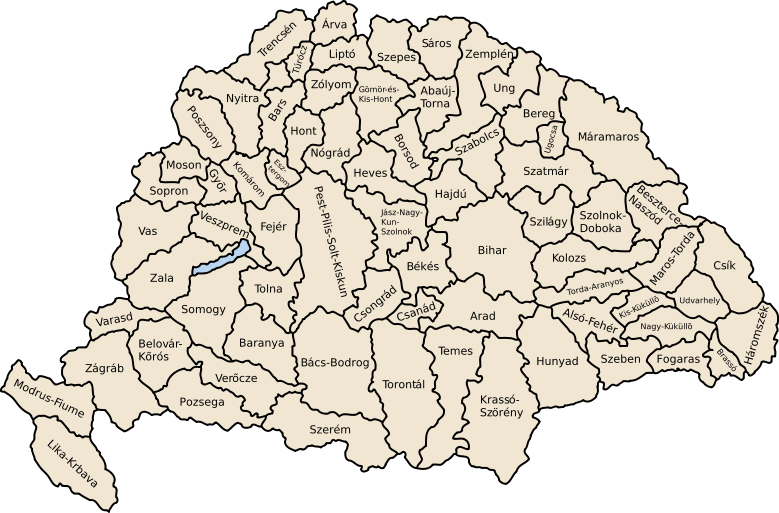 Árva
Trencsén
Turócz
Liptó
Szepes
Sáros
Zemplén
Zólyom
Gömör-és-
Kis-Hont
Abaúj-
Torna
Ung
Nyitra
Bars
Poszsony
Hont
Nógrád
Borsod
Szabolcs
Bereg
Ugocsa
Máramaros
Moson
Sopron
Győr
Komárom
Esz-
tergom
Heves
Hajdú
Szatmár
Vas
Veszprem
Fejér
Pest-Pilis-Solt-Kiskun
Jász-Nagy-
Kun-
Szolnok
Szilágy
Szolnok-
Doboka
Beszterce-
Naszód
Bihar
Kolozs
Maros-Torda
Csík
Zala
Tolna
Békés
Torda-Aranyos
Udvarhely
Somogy
Csongrád
Csanád
Arad
Alsó-Fehér
Kis-Küküllő
Nagy-Küküllő
Háromszék
Varasd
Belovár-
Kőrös
Baranya
Temes
Zágráb
Bács-Bodrog
Torontál
Hunyad
Szeben
Fogaras
Brassó
Modrus-Fiume
Verőcze
Pozsega
Krassó-
Szörény
Szerém
Lika-Krbava